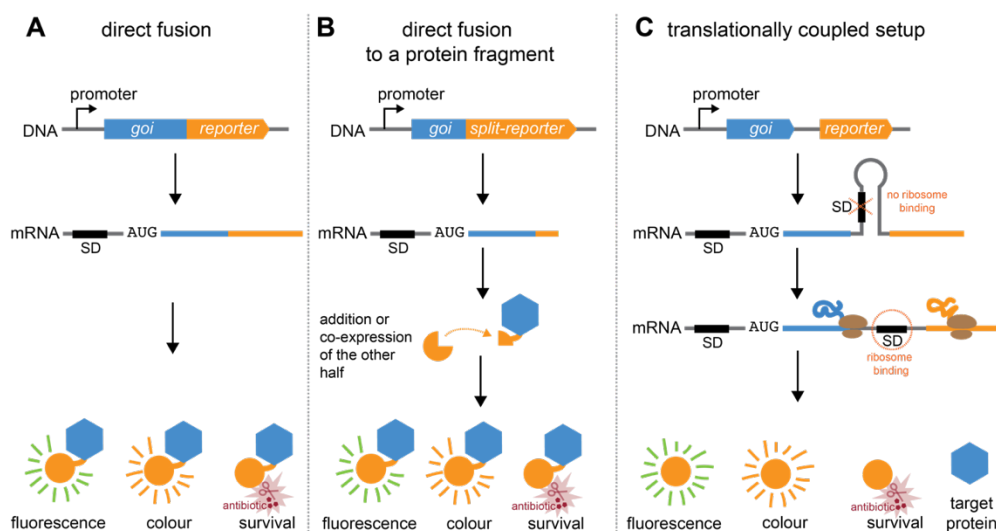 A direct fusion
promoter
DNA goi reporter
mRNA SD AUG
fluorescence colour survival
antibiotic
B direct fusion
to a protein fragment
promoter
DNA goi split-reporter
mRNA SD AUG
addition or
co-expression
of the other
half
fluorescence colour survival
antibiotic
C translationally coupled setup
promoter
DNA goi reporter
SD no ribosome
binding
mRNA SD AUG
mRNA SD AUG SD
ribosome
binding
fluorescence colour survival target
protein
antibiotic